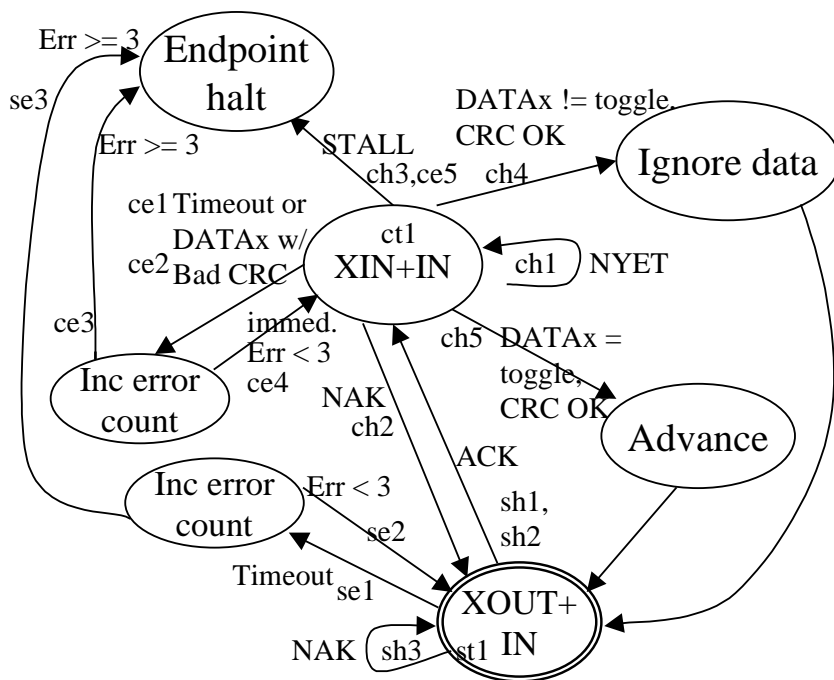 Err >= 3
Endpoint
halt
se3
Err >= 3
STALL
ch3,ce5
DATAx != toggle,
CRC OK
ch4
Ignore data
ce1
Timeout or
DATAx w/
Bad CRC
ce2
ct1
XIN+IN
ch1
NYET
ce3
immed.
Err < 3
ce4
Inc error
count
NAK
ch2
ch5
DATAx =
toggle,
CRC OK
Advance
ACK
sh1,
sh2
Inc error
count
Err < 3
se2
Timeout
se1
XOUT+
IN
NAK
sh3
st1